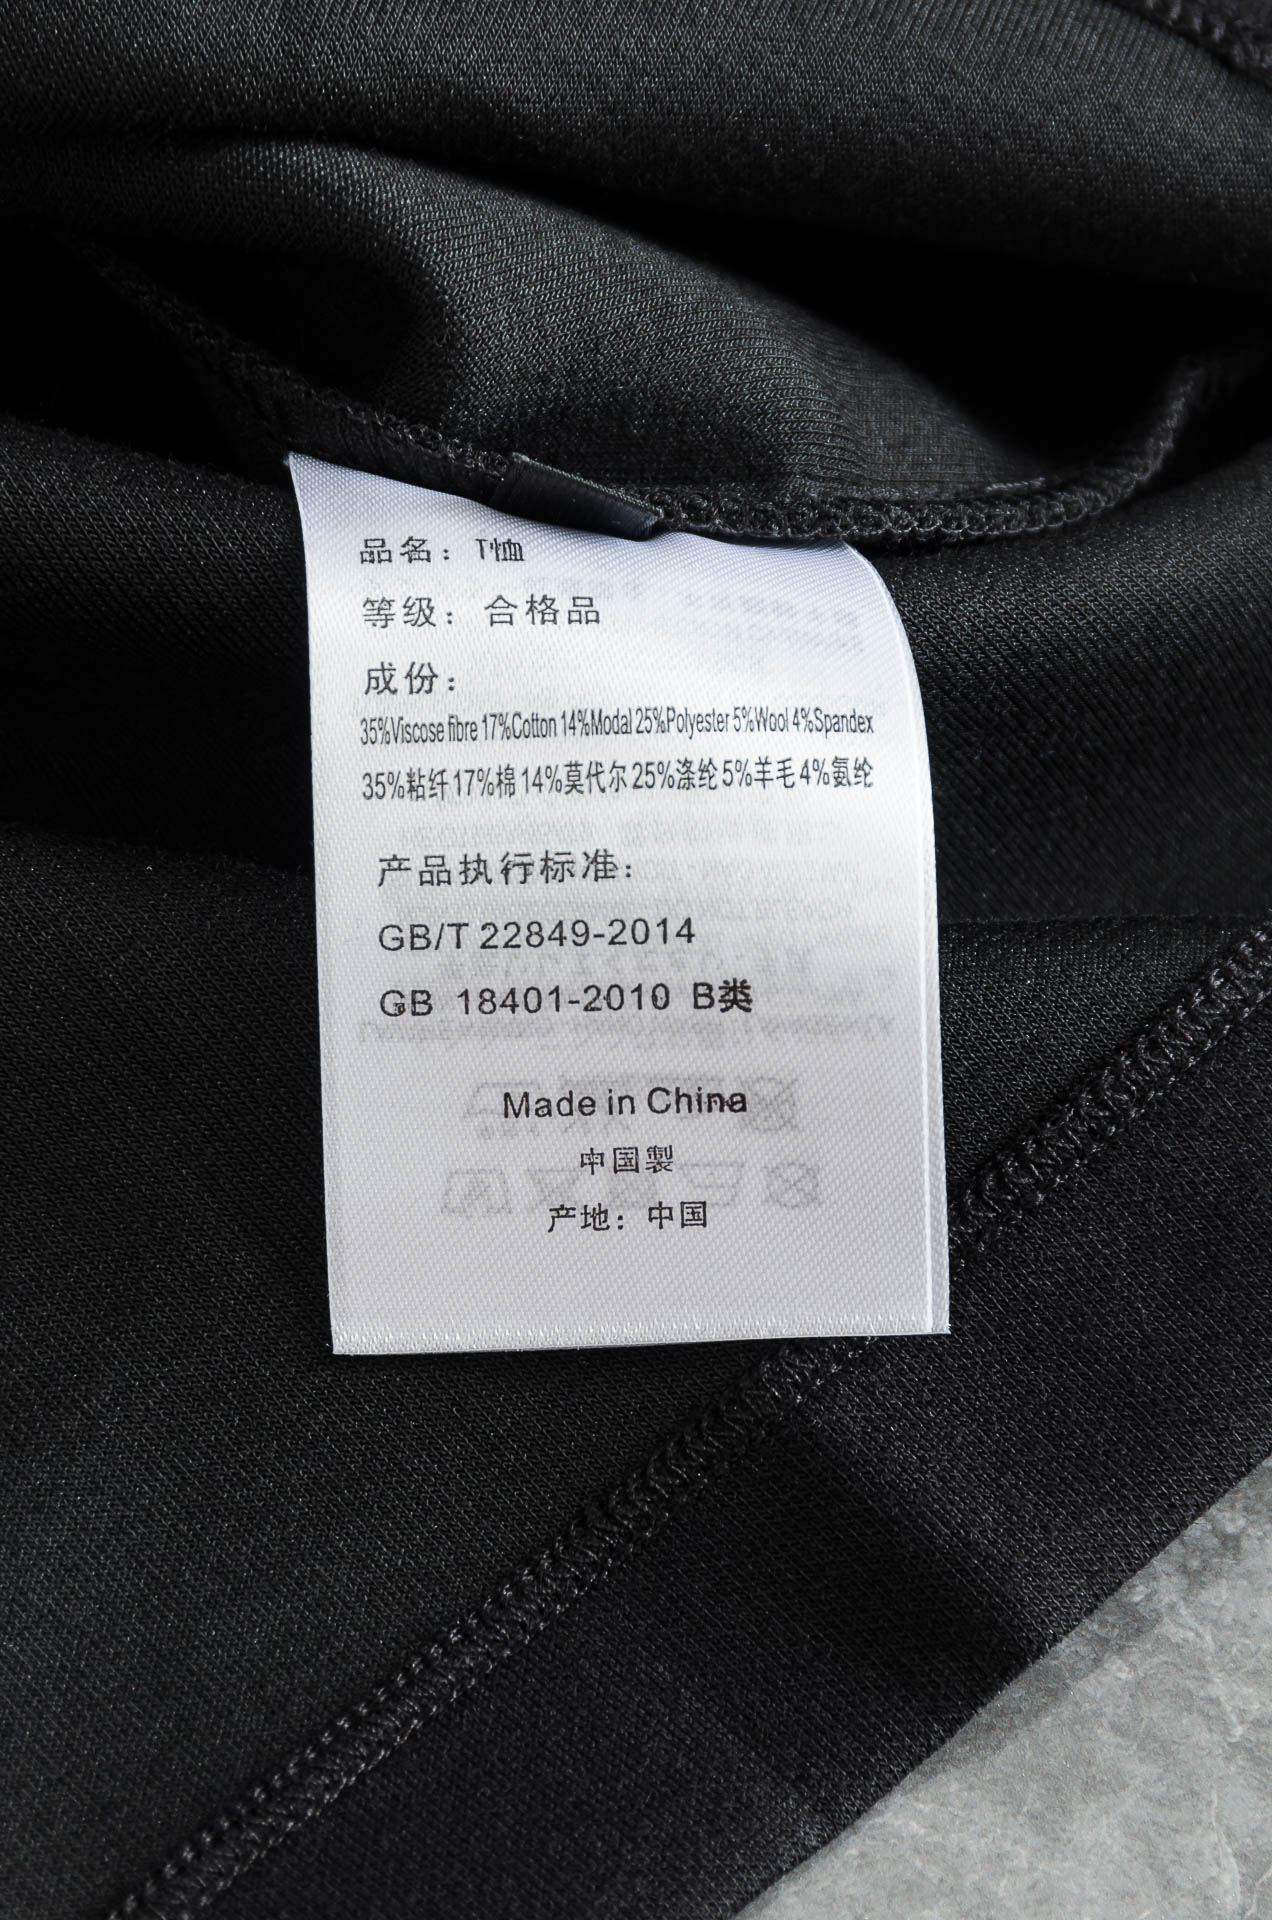 品名：T恤
等级：合格品
成份：
35%Viscose fibre 17%Cotton 14%Modal 25%Polyester 5%Wool 4%Spandex
35%粘纤 17%棉 14%莫代尔 25%涤纶 5%羊毛 4%氨纶
产品执行标准：
GB/T 22849-2014
GB 18401-2010 B类
Made in China
中国製
产地：中国